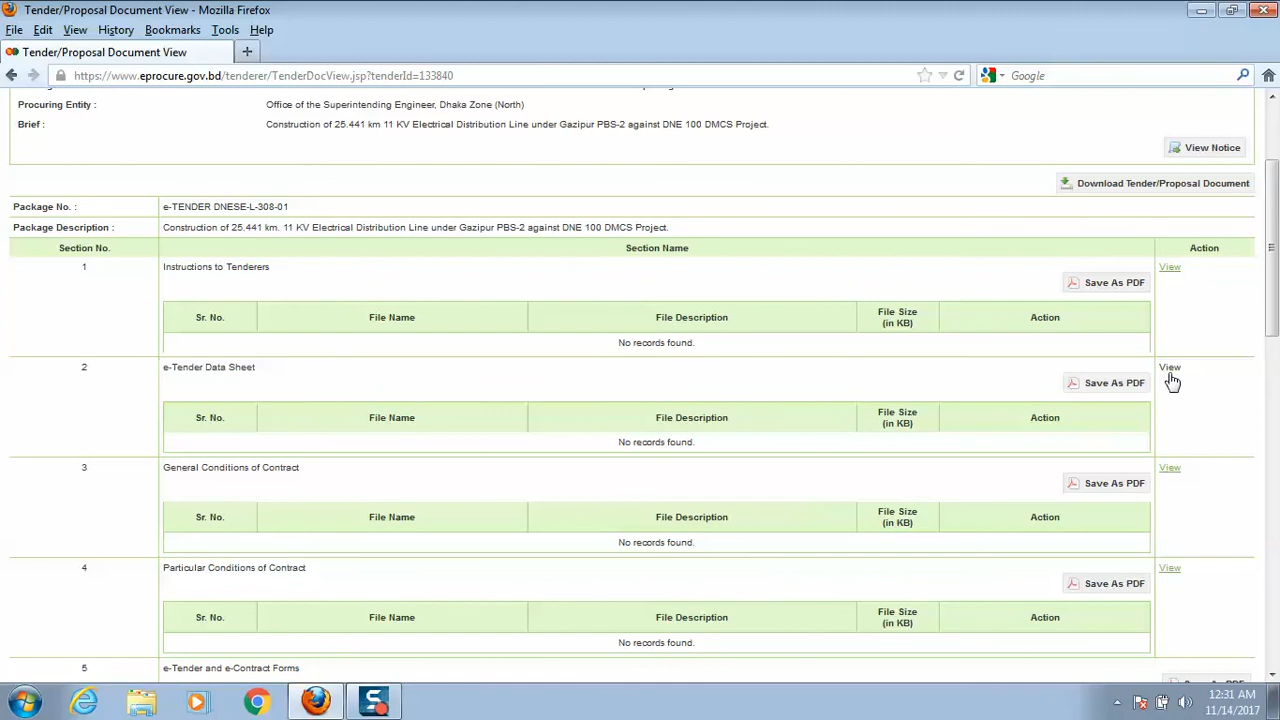 Tender/Proposal Document View - Mozilla Firefox
File Edit View History Bookmarks Tools Help
Tender/Proposal Document View
https://www.eprocure.gov.bd/tenderer/TenderDocView.jsp?tenderId=133840
Google
Procuring Entity : Office of the Superintending Engineer, Dhaka Zone (North)
Brief : Construction of 25.441 km 11 KV Electrical Distribution Line under Gazipur PBS-2 against DNE 100 DMCS Project.
View Notice
Download Tender/Proposal Document
Package No. : e-TENDER DNESE-L-308-01
Package Description : Construction of 25.441 km. 11 KV Electrical Distribution Line under Gazipur PBS-2 against DNE 100 DMCS Project.
Section No. Section Name Action
1 Instructions to Tenderers View
Save As PDF
Sr. No. File Name File Description File Size (in KB) Action
No records found.
2 e-Tender Data Sheet View
Save As PDF
Sr. No. File Name File Description File Size (in KB) Action
No records found.
3 General Conditions of Contract View
Save As PDF
Sr. No. File Name File Description File Size (in KB) Action
No records found.
4 Particular Conditions of Contract View
Save As PDF
Sr. No. File Name File Description File Size (in KB) Action
No records found.
5 e-Tender and e-Contract Forms
12:31 AM
11/14/2017